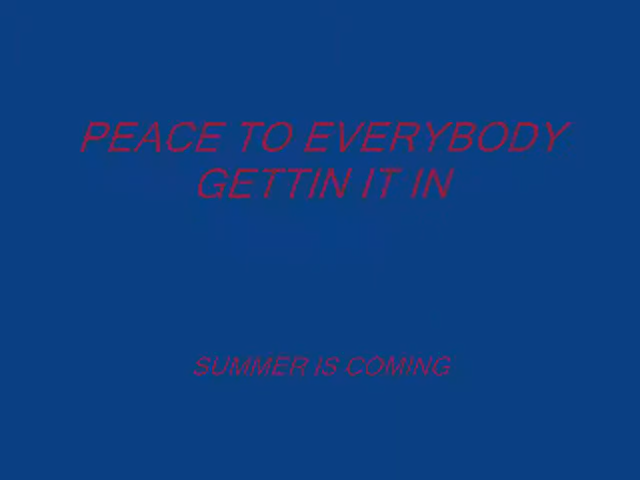 PEACE TO EVERYBODY
GETTIN IT IN
SUMMER IS COMING